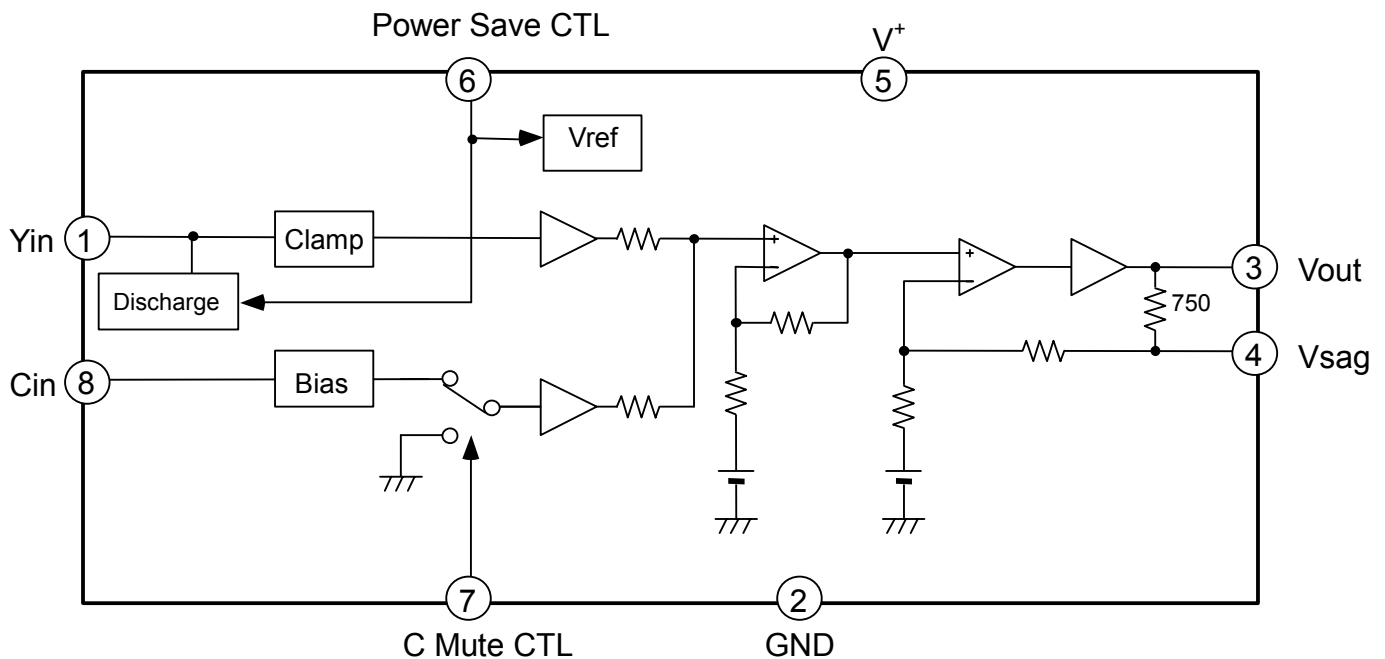 Power Save CTL
V+
6
5
Vref
Yin
1
Clamp
+
+
3
Vout
Discharge
−
−
750
4
Vsag
Cin
8
Bias
7
2
C Mute CTL
GND